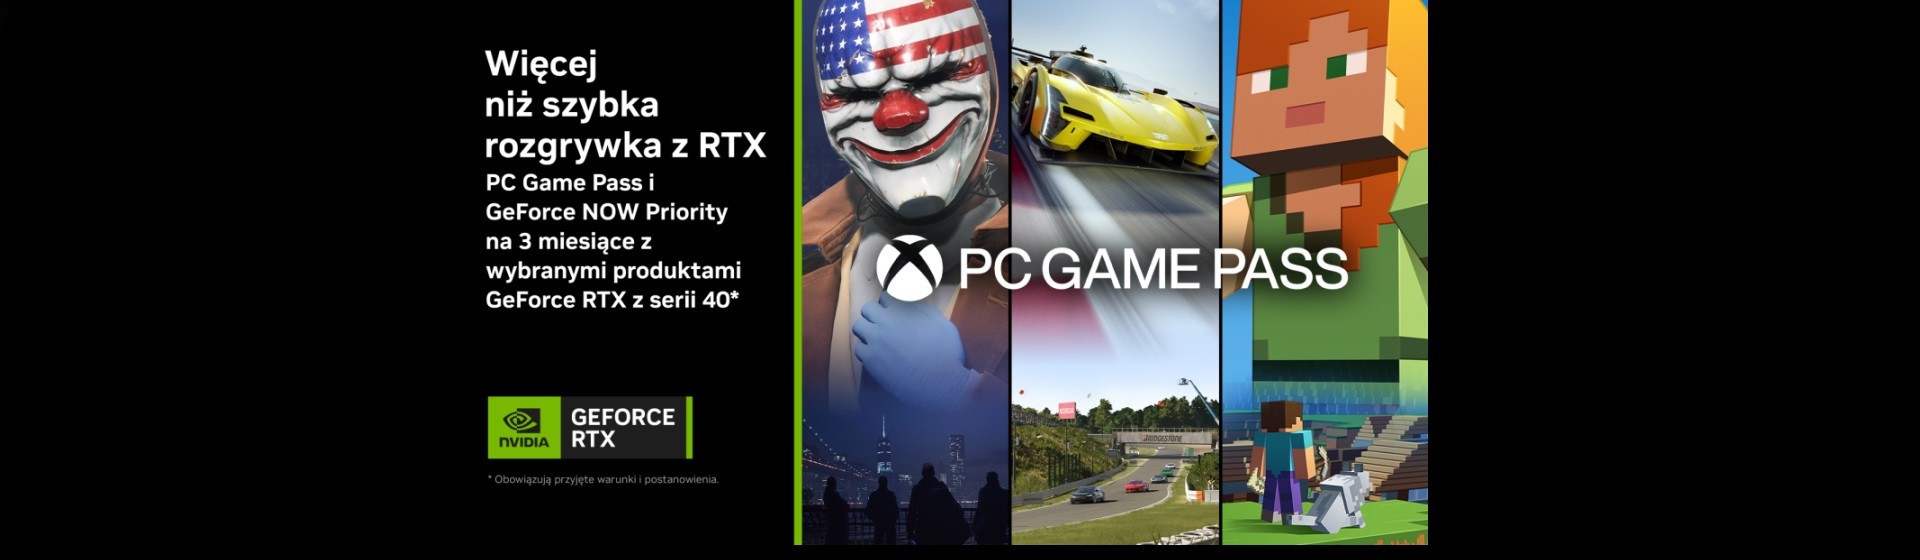 Więcej
niż szybka
rozgrywka z RTX
PC Game Pass i
GeForce NOW Priority
na 3 miesiące z
wybranymi produktami
GeForce RTX z serii 40*
NVIDIA
GEFORCE
RTX
* Obowiązują przyjęte warunki i postanowienia.
PC GAME PASS
BRIDGESTONE